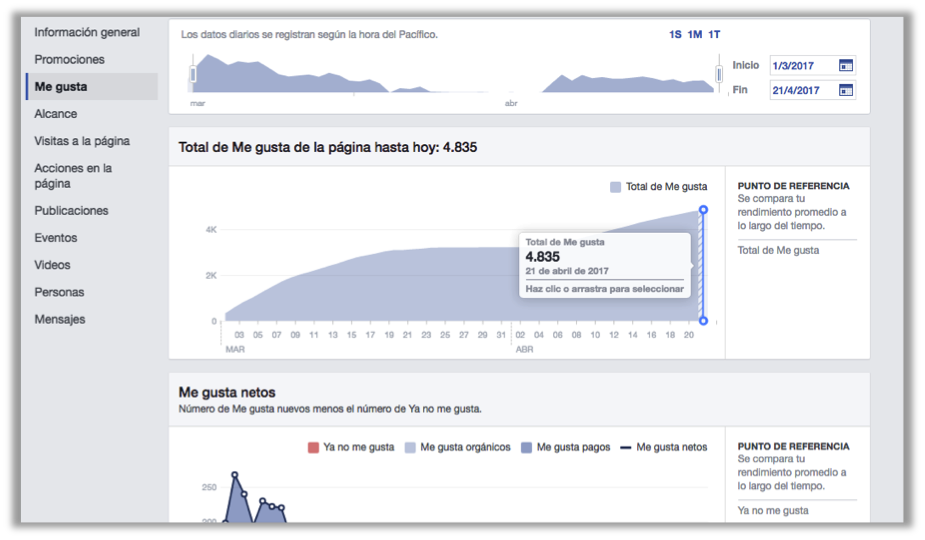 Información general
Promociones
Me gusta
Alcance
Visitas a la página
Acciones en la
página
Publicaciones
Eventos
Videos
Personas
Mensajes
Los datos diarios se registran según la hora del Pacífico.
1S 1M 1T
Inicio 1/3/2017
Fin 21/4/2017
mar abr
Total de Me gusta de la página hasta hoy: 4.835
Total de Me gusta
4K
2K
0
Total de Me gusta
4.835
21 de abril de 2017
Haz clic o arrastra para seleccionar
03 05 07 09 11 13 15 17 19 21 23 25 27 29 31 02 04 06 08 10 12 14 16 18 20
MAR ABR
PUNTO DE REFERENCIA
Se compara tu
rendimiento promedio a
lo largo del tiempo.
Total de Me gusta
Me gusta netos
Número de Me gusta nuevos menos el número de Ya no me gusta.
Ya no me gusta Me gusta orgánicos Me gusta pagos Me gusta netos
250
200
PUNTO DE REFERENCIA
Se compara tu
rendimiento promedio a
lo largo del tiempo.
Ya no me gusta